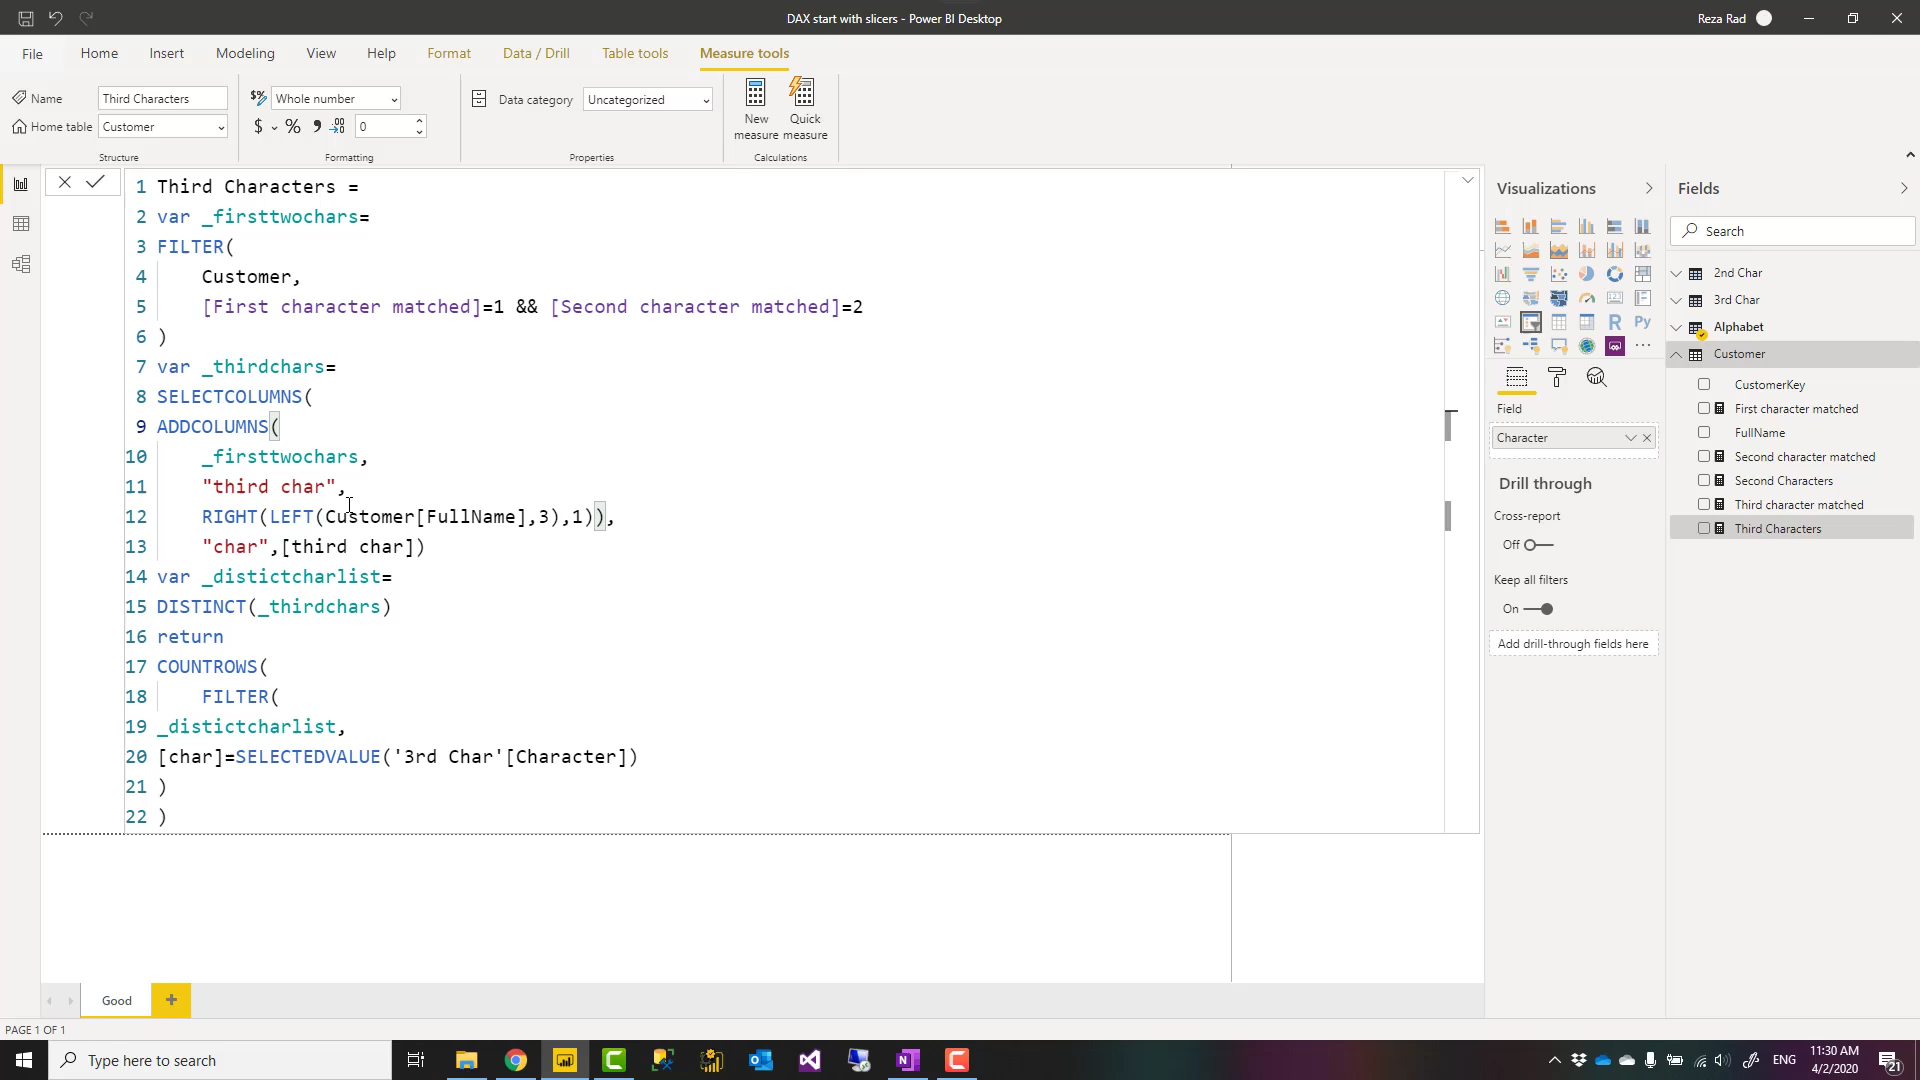 DAX start with slicers - Power BI Desktop
Reza Rad
File Home Insert Modeling View Help Format Data / Drill Table tools Measure tools
Name Third Characters
Home table Customer
Structure
Whole number
$ % 0
Formatting
Data category Uncategorized
Properties
New measure
Quick measure
Calculations
1 Third Characters =
2 var _firsttwochars=
3 FILTER(
4 Customer,
5 [First character matched]=1 && [Second character matched]=2
6 )
7 var _thirdchars=
8 SELECTCOLUMNS(
9 ADDCOLUMNS(
10 _firsttwochars,
11 "third char",
12 RIGHT(LEFT(Customer[FullName],3),1)),
13 "char",[third char])
14 var _distictcharlist=
15 DISTINCT(_thirdchars)
16 return
17 COUNTROWS(
18 FILTER(
19 _distictcharlist,
20 [char]=SELECTEDVALUE('3rd Char'[Character])
21 )
22 )
Visualizations
R Py
Field
Character
Drill through
Cross-report
Off
Keep all filters
On
Add drill-through fields here
Fields
Search
2nd Char
3rd Char
Alphabet
Customer
CustomerKey
First character matched
FullName
Second character matched
Second Characters
Third character matched
Third Characters
Good +
PAGE 1 OF 1
Type here to search
ENG
11:30 AM
4/2/2020
21